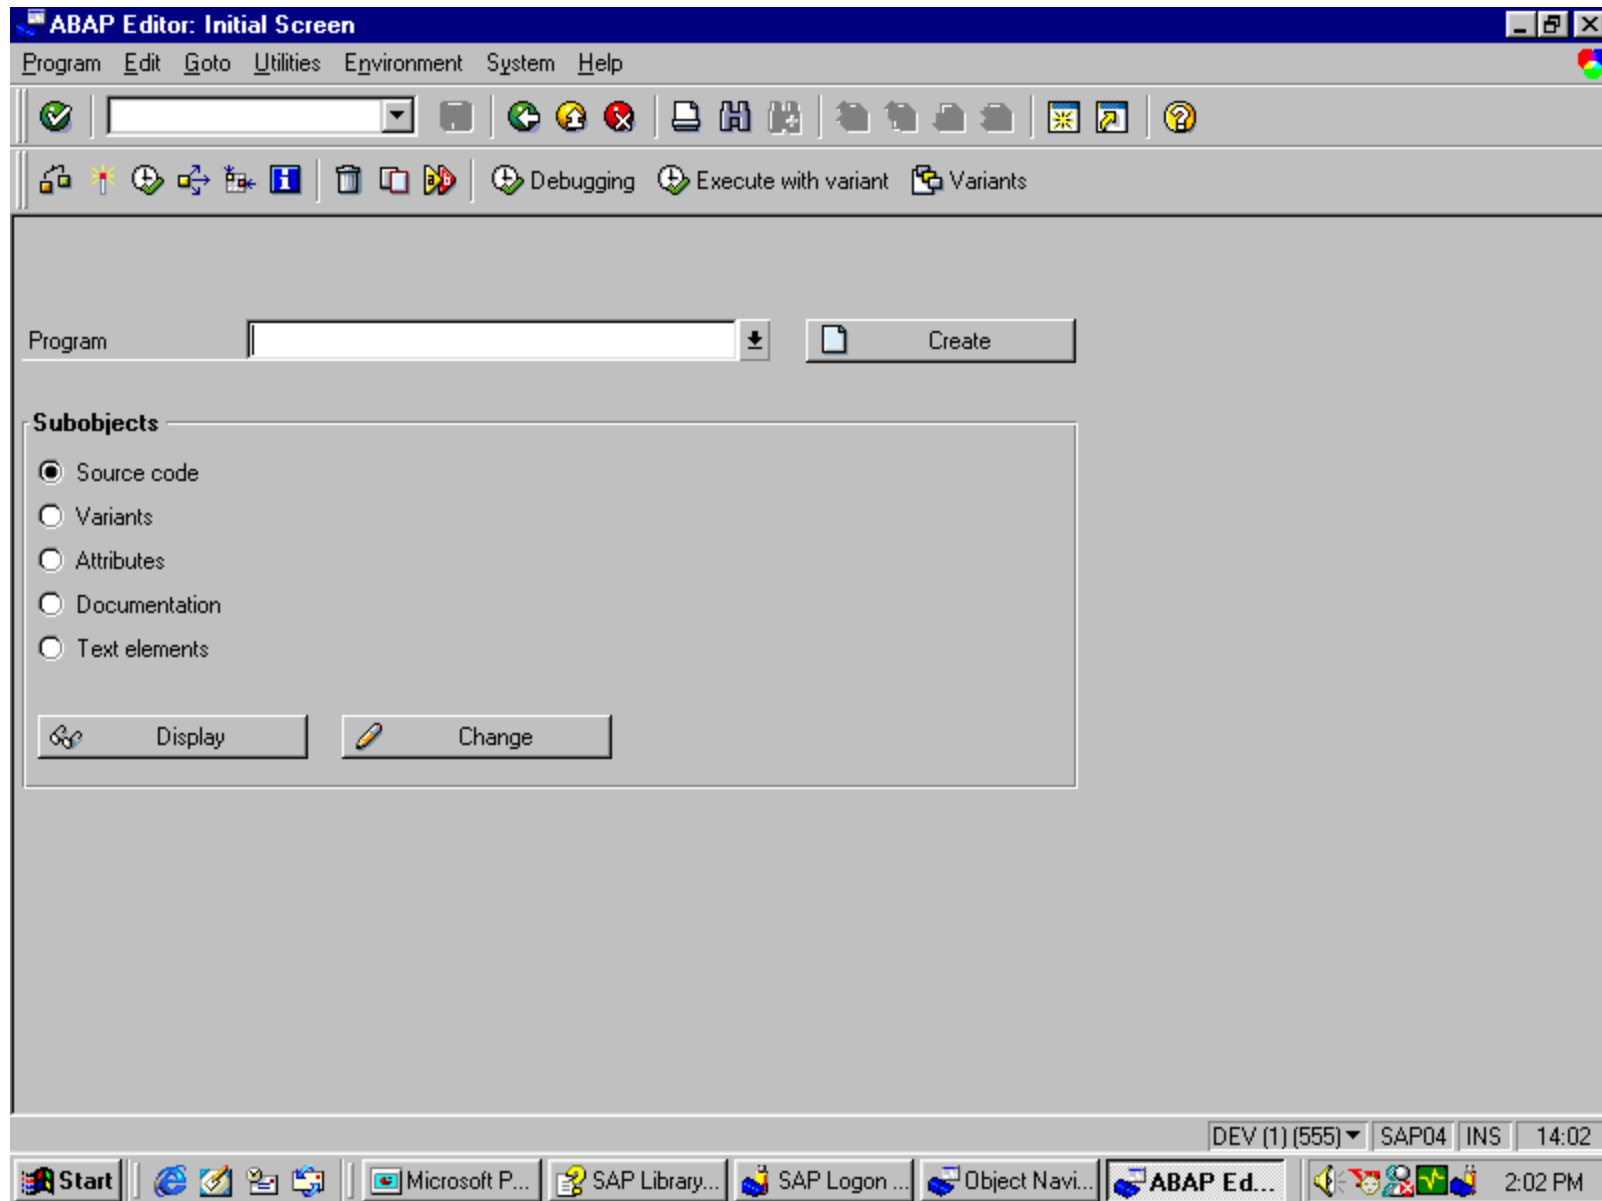 ABAP Editor: Initial Screen
Program Edit Goto Utilities Environment System Help
Debugging Execute with variant Variants
Program Create
Subobjects
Source code
Variants
Attributes
Documentation
Text elements
Display Change
DEV (1) (555) SAP04 INS 14:02
Start Microsoft P... SAP Library... SAP Logon ... Object Navi... ABAP Ed... 2:02 PM